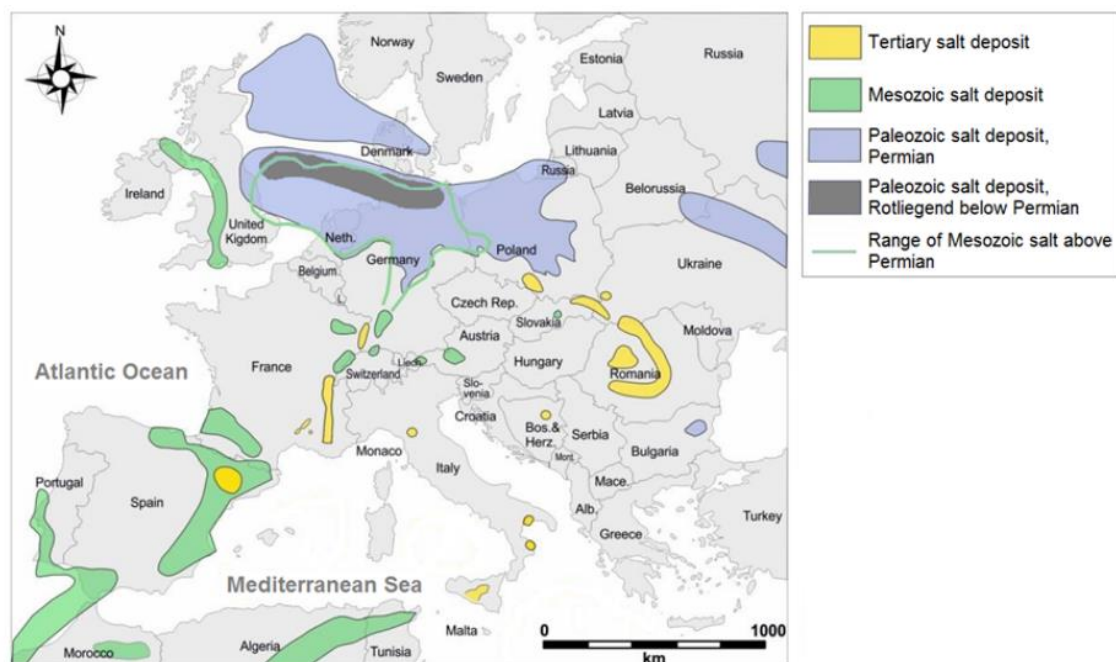 N
Norway
Sweden
Estonia
Russia
Latvia
Denmark
Lithuania
Russia
Ireland
United
Kigdom
Neth.
Belorussia
Germany
Poland
Belgium
L.
Ukraine
Czech Rep.
Slovakia
Moldova
Austria
France
Liech.
Switzerland
Hungary
Romania
Atlantic Ocean
Slo-
venia
Croatia
Bos.&
Herz.
Serbia
Monaco
Mont.
Bulgaria
Italy
Portugal
Spain
Mace.
Alb.
Turkey
Greece
Mediterranean Sea
Malta
Morocco
Algeria
Tunisia
0
1000
km
Tertiary salt deposit
Mesozoic salt deposit
Paleozoic salt deposit,
Permian
Paleozoic salt deposit,
Rotliegend below Permian
Range of Mesozoic salt above
Permian